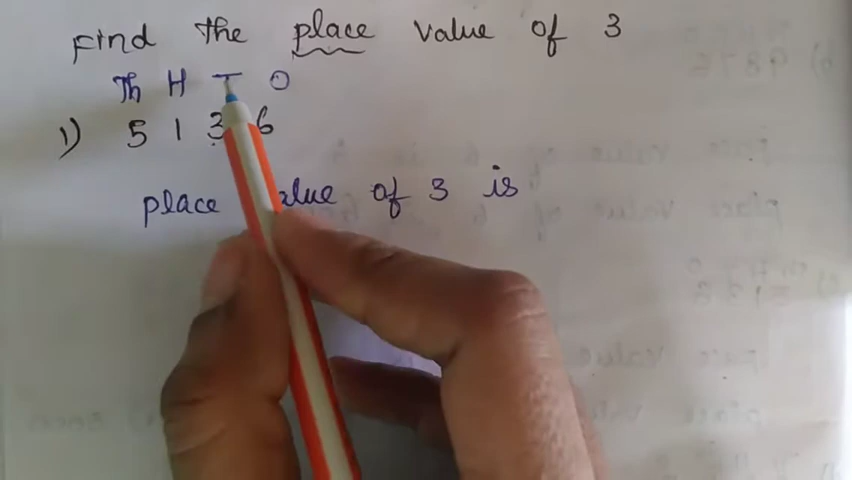 Find the place value of 3
Th H T O
1) 5 1 3 6
place value of 3 is